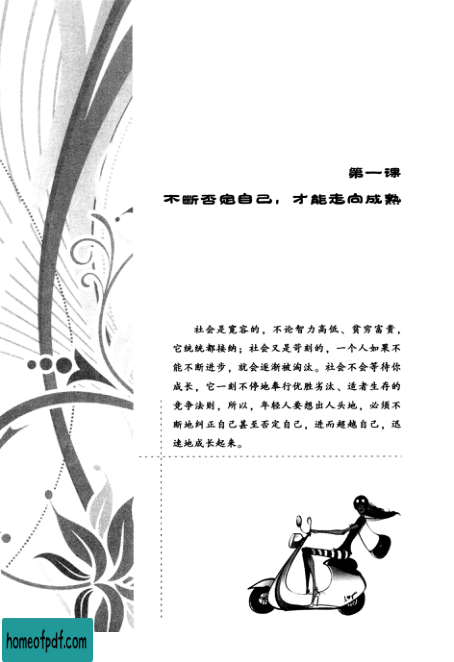 第一课
不断否定自己，才能走向成熟
社会是宽容的，不论智力高低、贫穷富贵，
它统统都接纳；社会又是苛刻的，一个人如果不
能不断进步，就会逐渐被淘汰。社会不会等待你
成长，它一刻不停地奉行优胜劣汰、适者生存的
竞争法则，所以，年轻人要想出人头地，必须不
断地纠正自己甚至否定自己，进而超越自己，迅
速地成长起来。
homeofpdf.com